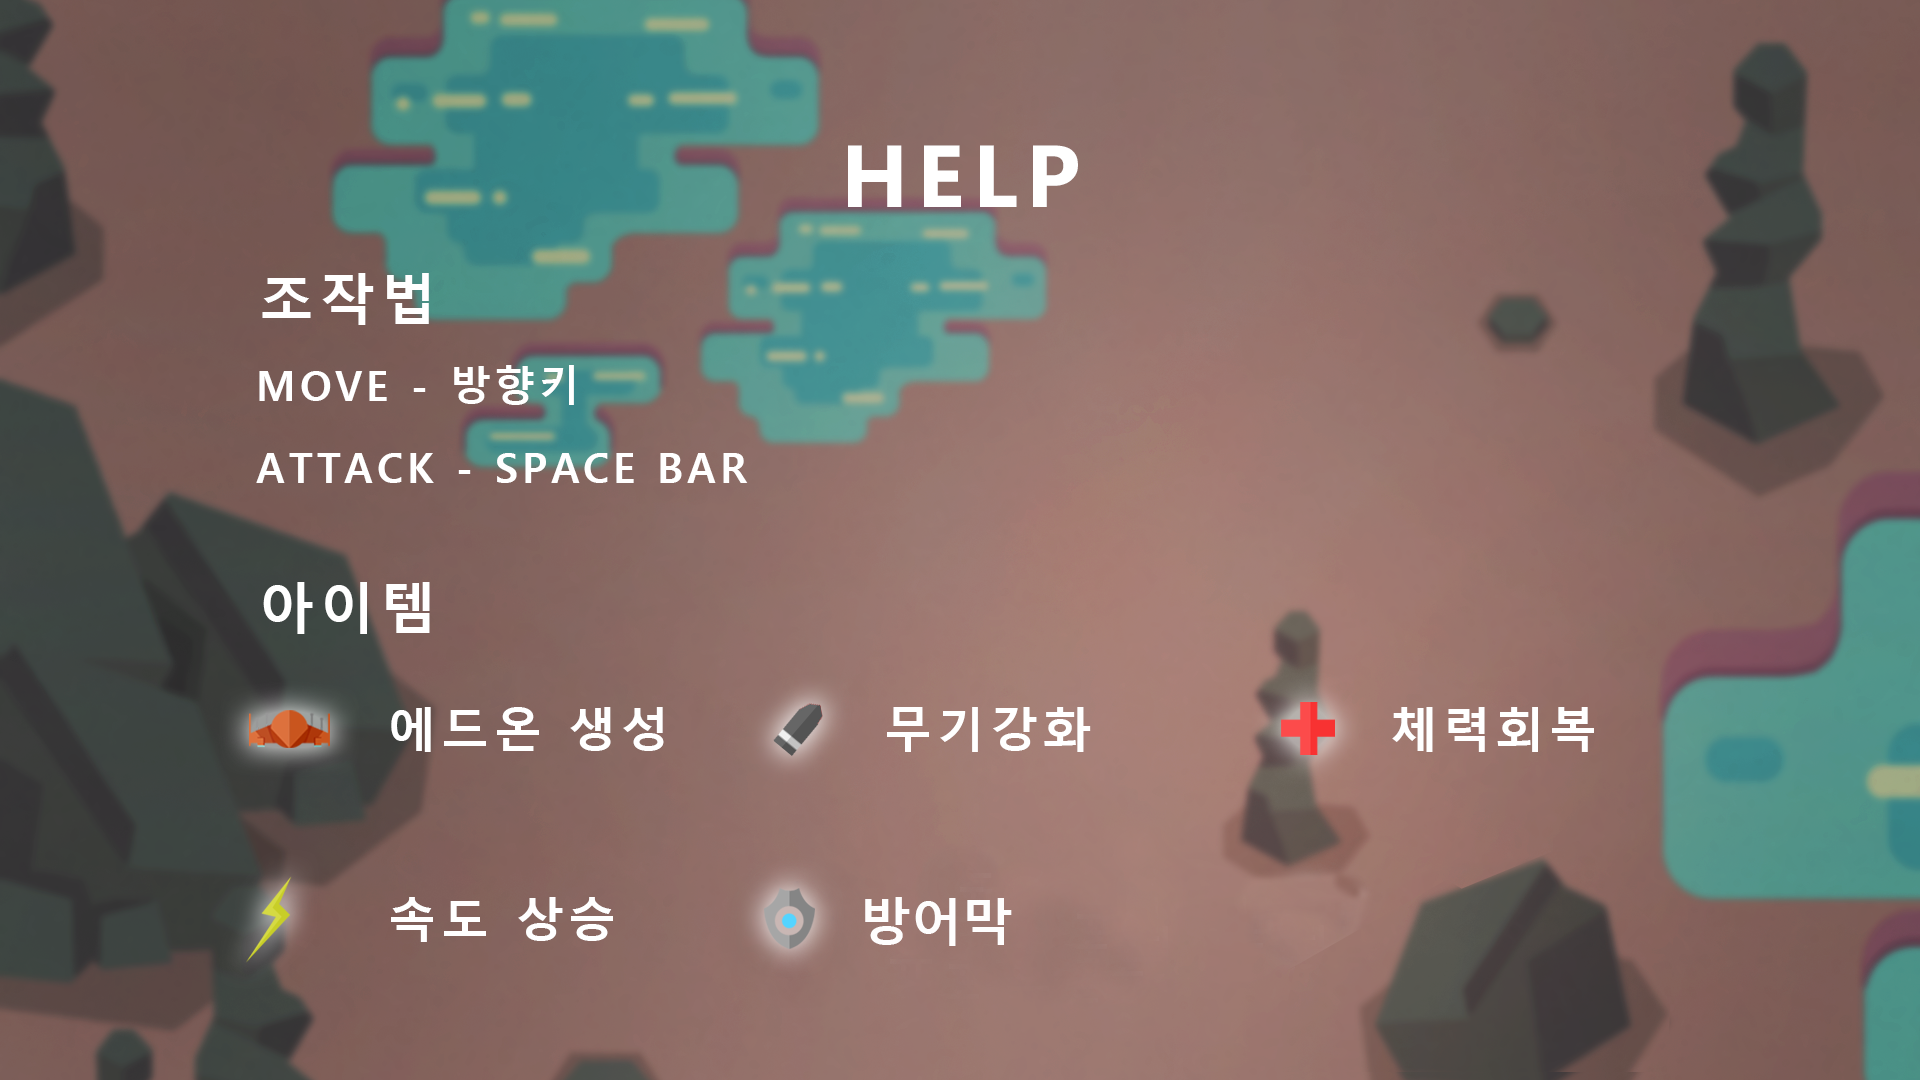 HELP
조작법
MOVE - 방향키
ATTACK - SPACE BAR
아이템
에드온 생성 무기강화 체력회복
속도 상승 방어막